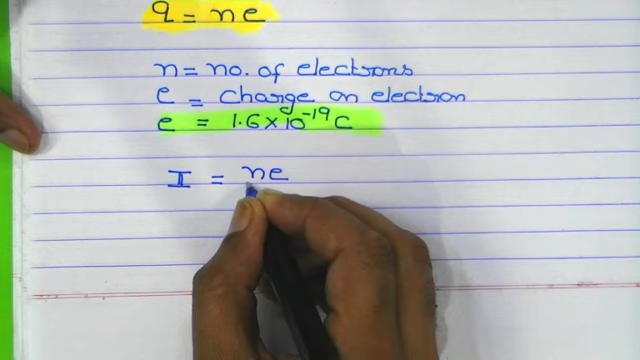 q = ne
n = no. of electrons
e = charge on electron
e = 1.6 × 10⁻¹⁹ C
I = ne